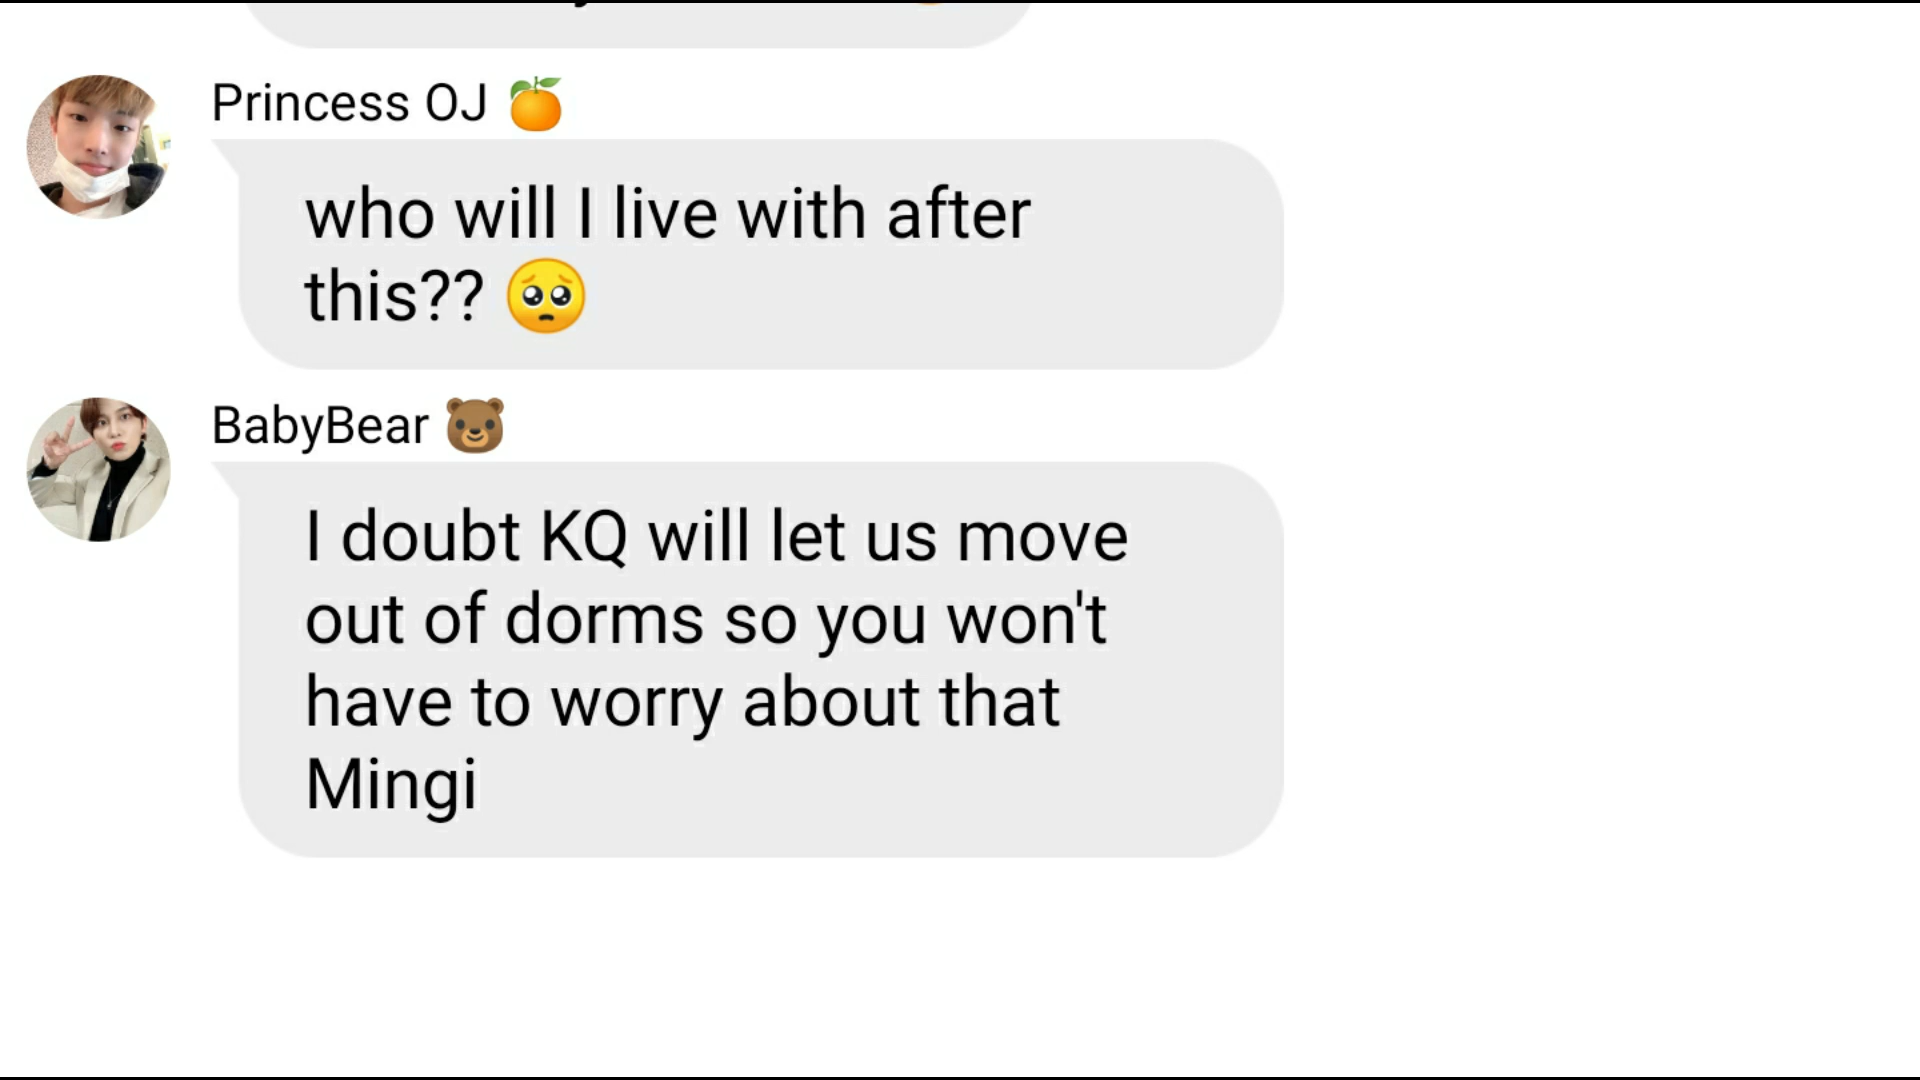 Princess OJ 🍊
who will I live with after
this?? 🥺
BabyBear 🐻
I doubt KQ will let us move
out of dorms so you won't
have to worry about that
Mingi